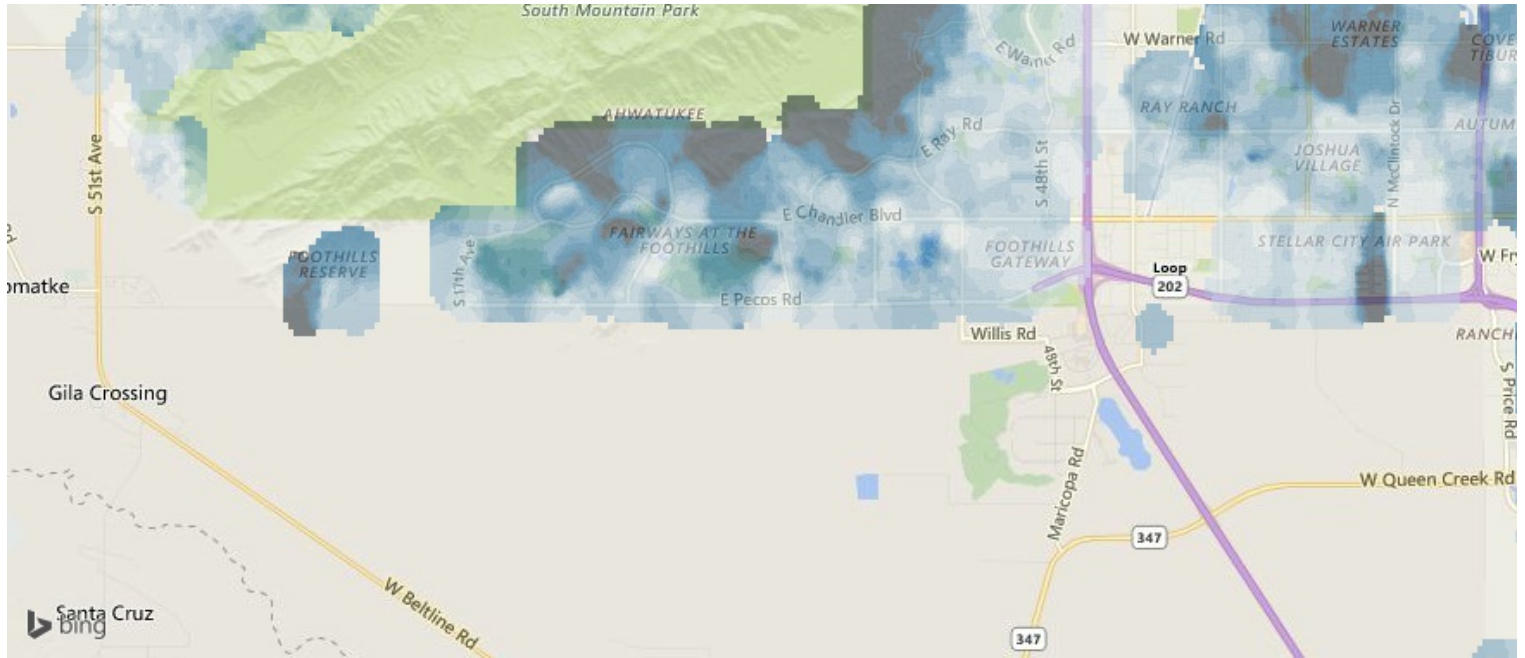 South Mountain Park
W Warner Rd
E Warner Rd
WARNER
ESTATES
COVE
TIBUR
RAY RANCH
AHWATUKEE
E Ray Rd
S 48th St
JOSHUA
VILLAGE
N McClintock Dr
AUTUM
S 51st Ave
E Chandler Blvd
FAIRWAYS AT THE
FOOTHILLS
FOOTHILLS
RESERVE
S 17th Ave
FOOTHILLS
GATEWAY
STELLAR CITY AIR PARK
W Fry
Loop
202
omatke
E Pecos Rd
Willis Rd
RANCH
48th St
S Price Rd
Gila Crossing
Maricopa Rd
W Queen Creek Rd
347
W Beltline Rd
Santa Cruz
bing
347